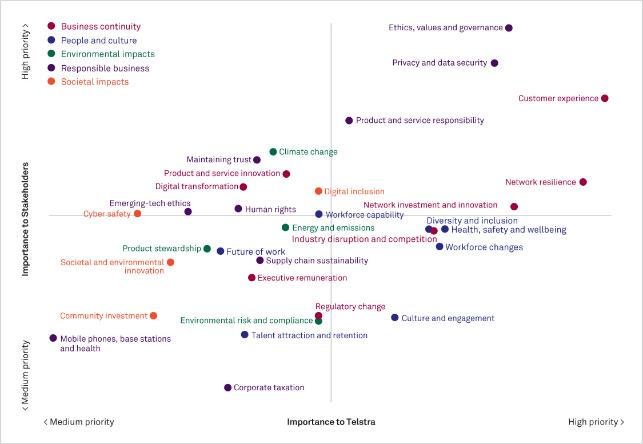 High priority >
Business continuity
People and culture
Environmental impacts
Responsible business
Societal impacts
Ethics, values and governance
Privacy and data security
Customer experience
Product and service responsibility
Climate change
Maintaining trust
Product and service innovation
Digital transformation
Digital inclusion
Network resilience
Emerging-tech ethics
Human rights
Network investment and innovation
Cyber safety
Workforce capability
Diversity and inclusion
Energy and emissions
Health, safety and wellbeing
Industry disruption and competition
Product stewardship
Future of work
Workforce changes
Supply chain sustainability
Societal and environmental
innovation
Executive remuneration
Regulatory change
Community investment
Environmental risk and compliance
Culture and engagement
Talent attraction and retention
Mobile phones, base stations
and health
Corporate taxation
Importance to Stakeholders
< Medium priority
< Medium priority
Importance to Telstra
High priority >